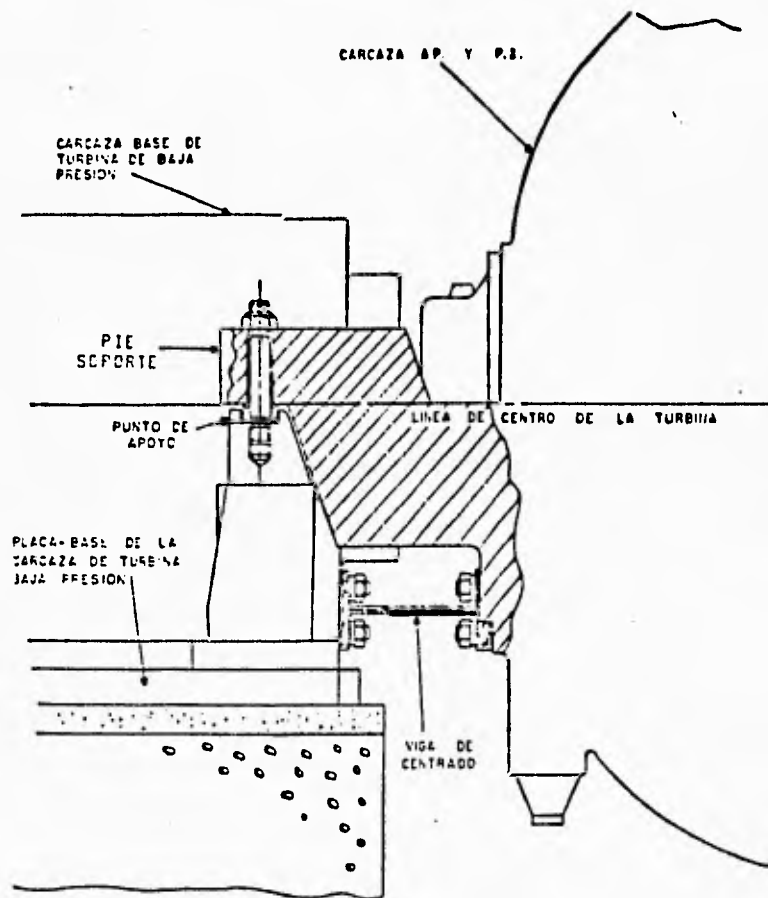 CARCAZA AP. Y P.I.
CARCAZA BASE DE
TURBINA DE BAJA
PRESION
PIE
SOPORTE
LINEA DE CENTRO DE LA TURBINA
PUNTO DE
APOYO
PLACA-BASE DE LA
CARCAZA DE TURBINA
BAJA PRESION
VIGA DE
CENTRADO